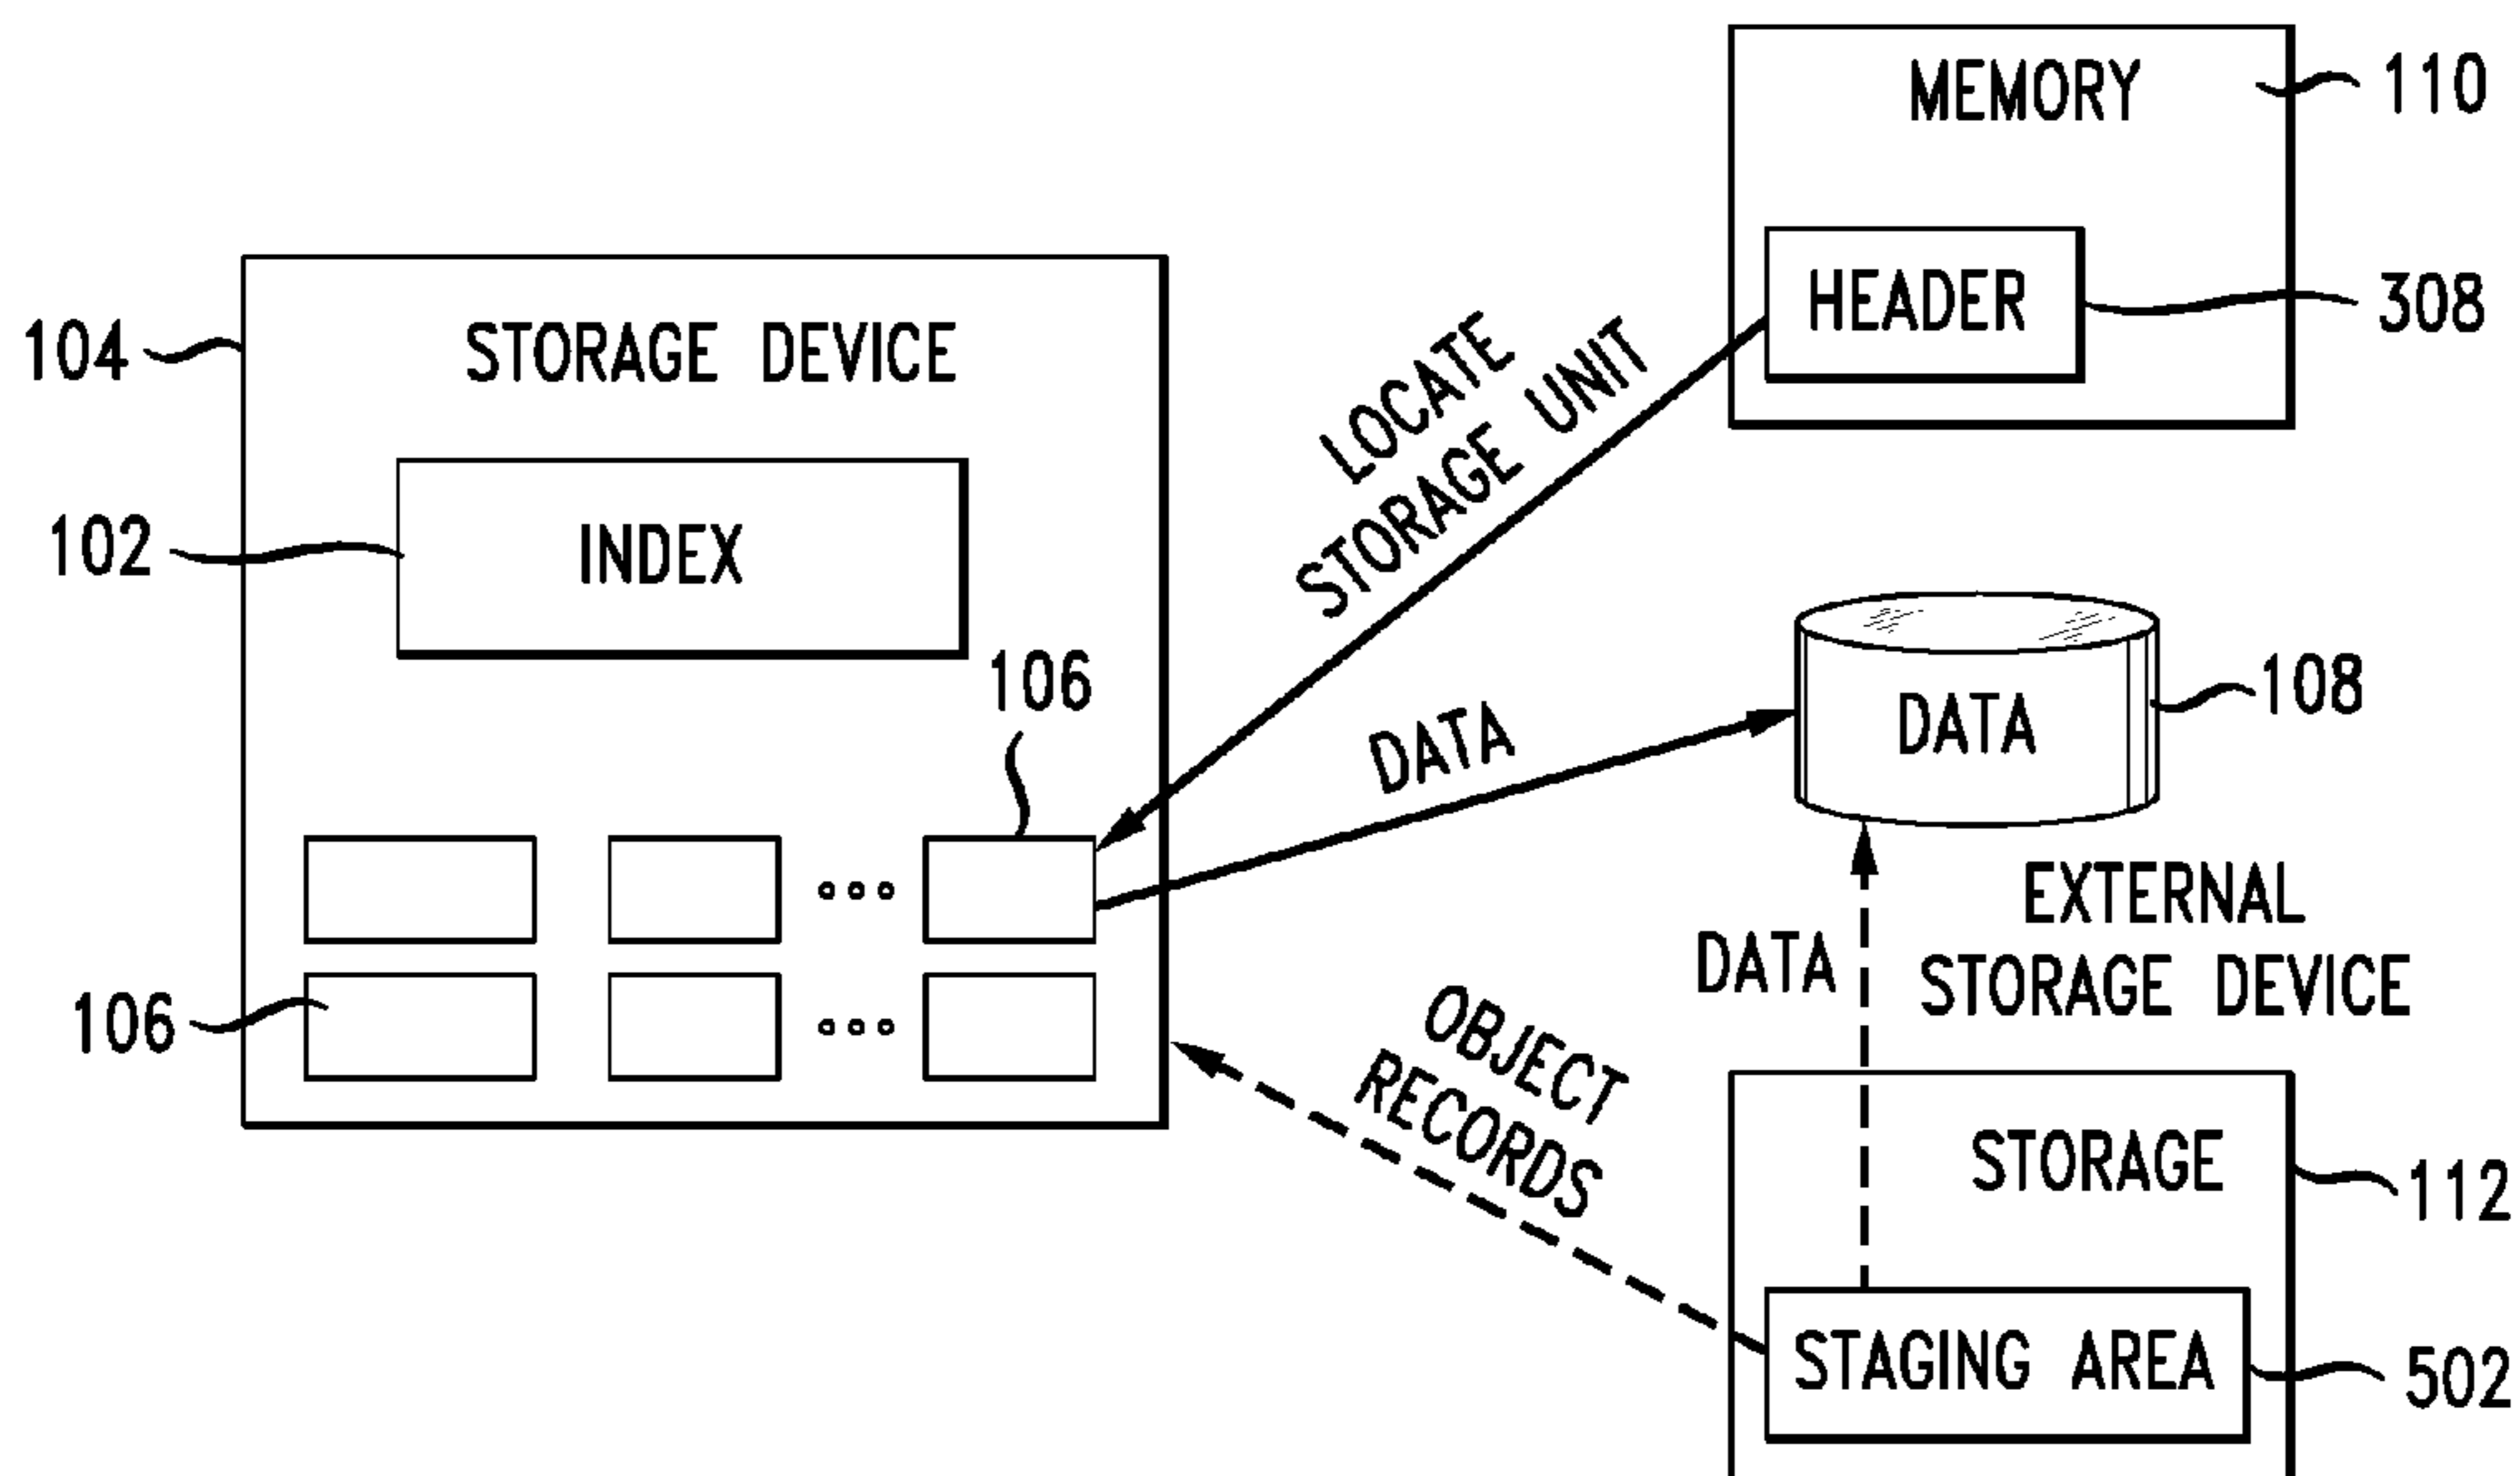 MEMORY
110
HEADER
308
104
STORAGE DEVICE
LOCATE
STORAGE UNIT
102
INDEX
106
DATA
DATA
108
106
DATA
EXTERNAL
STORAGE DEVICE
OBJECT
RECORDS
STORAGE
112
STAGING AREA
502